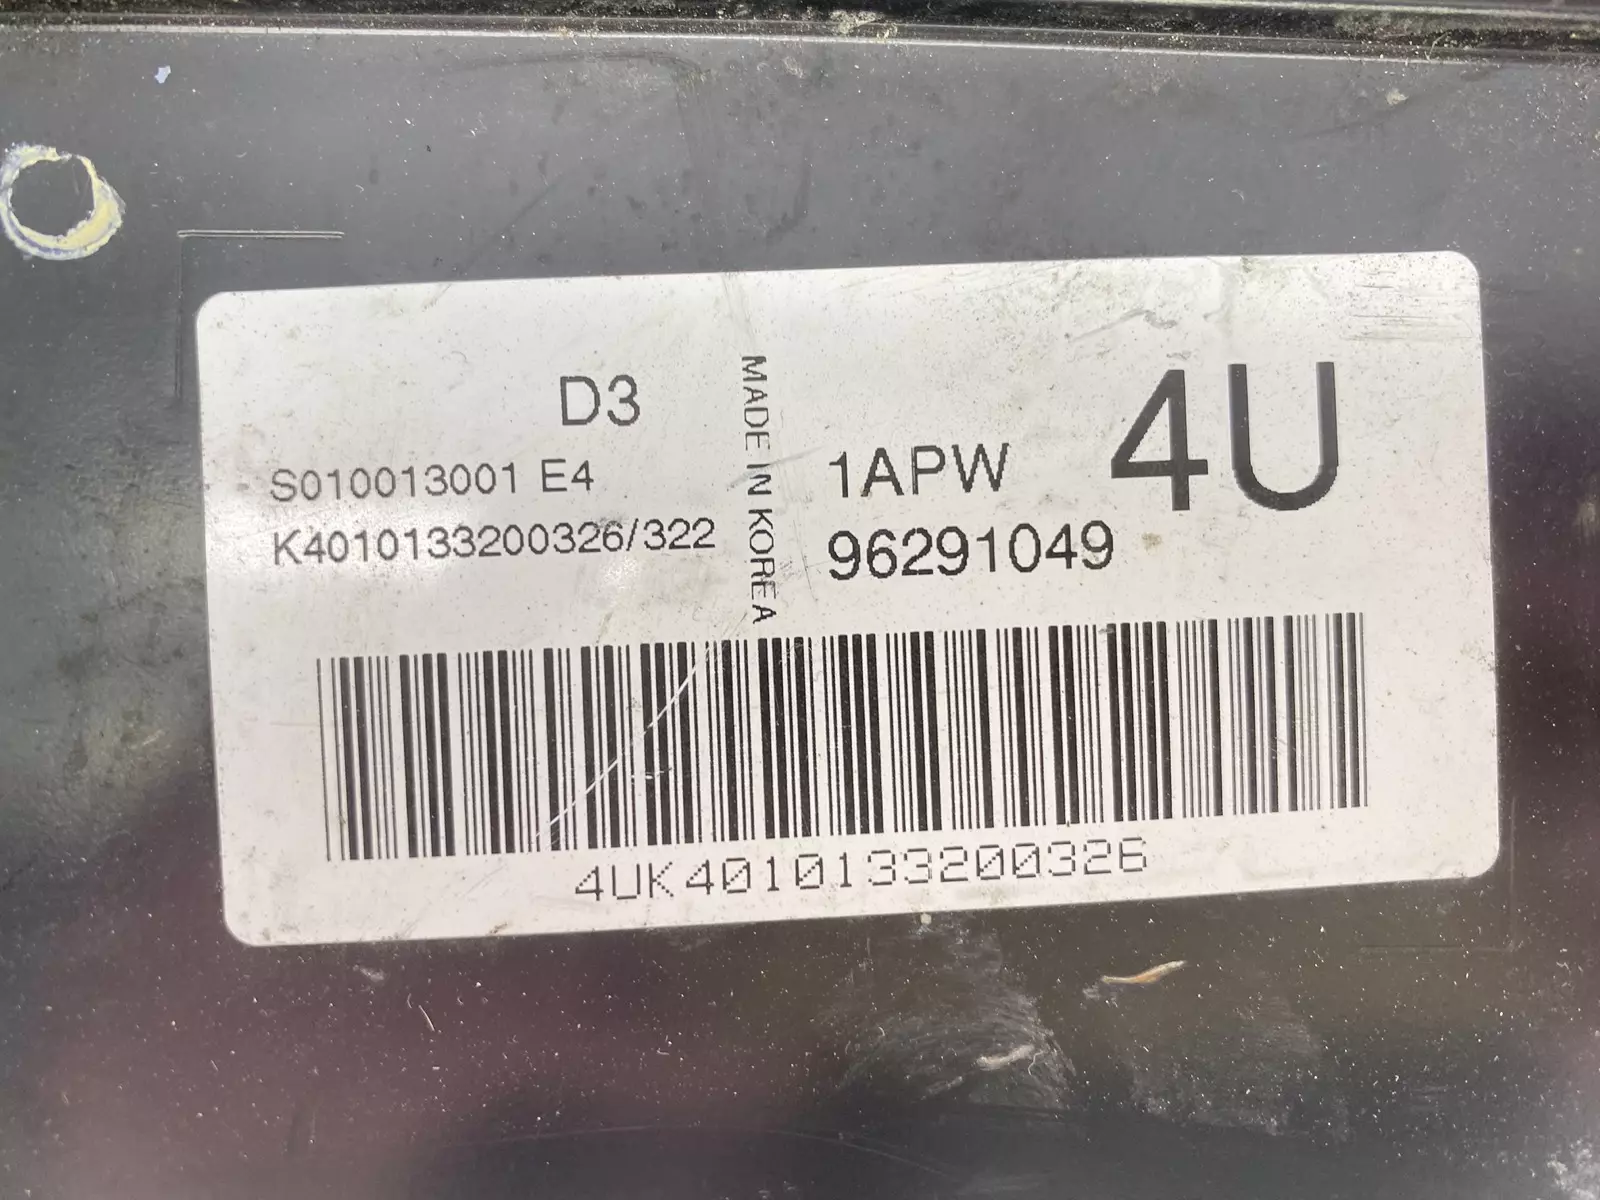 D3
S010013001 E4
K4010133200326/322
MADE IN KOREA
4U
1APW
96291049
4UK4010133200326